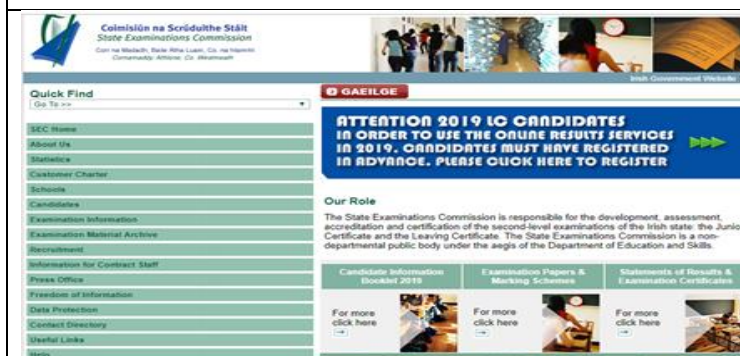 Coimisiún na Scrúduithe Stáit
State Examinations Commission
Cornamaddy, Athlone, Co. Westmeath
Irish Government Website
Quick Find
Go To >>
SEC Home
About Us
Statistics
Customer Charter
Schools
Candidates
Examination Information
Examination Material Archive
Recruitment
Information for Contract Staff
Press Office
Freedom of Information
Data Protection
Contact Directory
Useful Links
Help
GAEILGE
ATTENTION 2019 LC CANDIDATES
IN ORDER TO USE THE ONLINE RESULTS SERVICES
IN 2019, CANDIDATES MUST HAVE REGISTERED
IN ADVANCE. PLEASE CLICK HERE TO REGISTER
Our Role
The State Examinations Commission is responsible for the development, assessment,
accreditation and certification of the second-level examinations of the Irish state: the Junio
Certificate and the Leaving Certificate. The State Examinations Commission is a non-
departmental public body under the aegis of the Department of Education and Skills.
Candidate Information
Booklet 2019
For more
click here
Examination Papers &
Marking Schemes
For more
click here
Statements of Results &
Examination Certificates
For more
click here